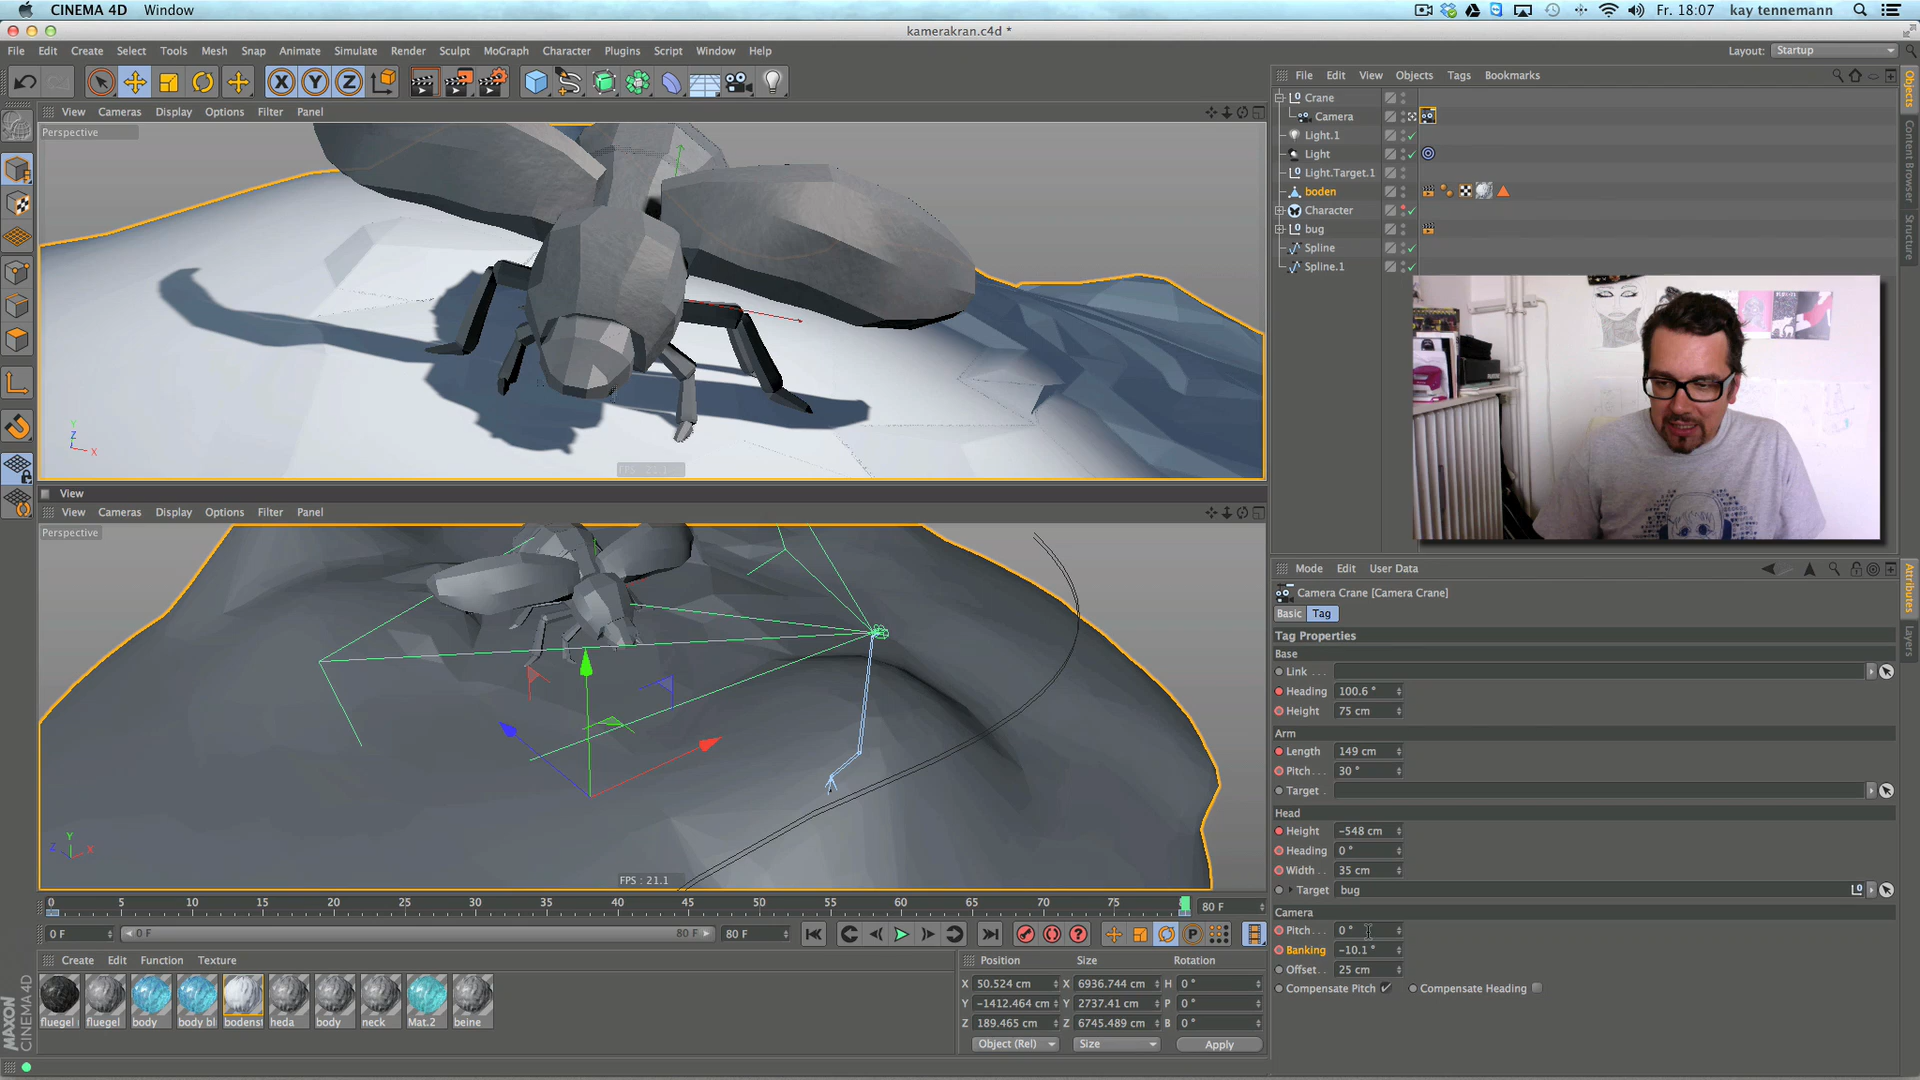 CINEMA 4D Window Fr. 18:07 kay tennemann
kamerakran.c4d *
File Edit Create Select Tools Mesh Snap Animate Simulate Render Sculpt MoGraph Character Plugins Script Window Help Layout: Startup
X Y Z
File Edit View Objects Tags Bookmarks
View Cameras Display Options Filter Panel
Perspective
Crane
Camera
Light.1
Light
Light.Target.1
boden
Character
bug
Spline
Spline.1
Objects
Content Browser
Structure
Y
Z
X
FPS : 21.1
View
View Cameras Display Options Filter Panel
Perspective
Y
Z X
FPS : 21.1
Mode Edit User Data
Camera Crane [Camera Crane]
Basic Tag
Tag Properties
Base
Link . . .
Heading 100.6 °
Height 75 cm
Arm
Length 149 cm
Pitch . . . 30 °
Target .
Head
Height -548 cm
Heading 0 °
Width . . 35 cm
Target bug
Camera
Pitch . . . 0 °
Banking -10.1 °
Offset . . 25 cm
Compensate Pitch Compensate Heading
Attributes
Layers
0 5 10 15 20 25 30 35 40 45 50 55 60 65 70 75 80 F
0 F 0 F 80 F 80 F
Create Edit Function Texture
fluegel fluegel body body bl bodenst heda body neck Mat.2 beine
Position Size Rotation
X 50.524 cm X 6936.744 cm H 0 °
Y -1412.464 cm Y 2737.41 cm P 0 °
Z 189.465 cm Z 6745.489 cm B 0 °
Object (Rel) Size Apply
MAXON
CINEMA 4D